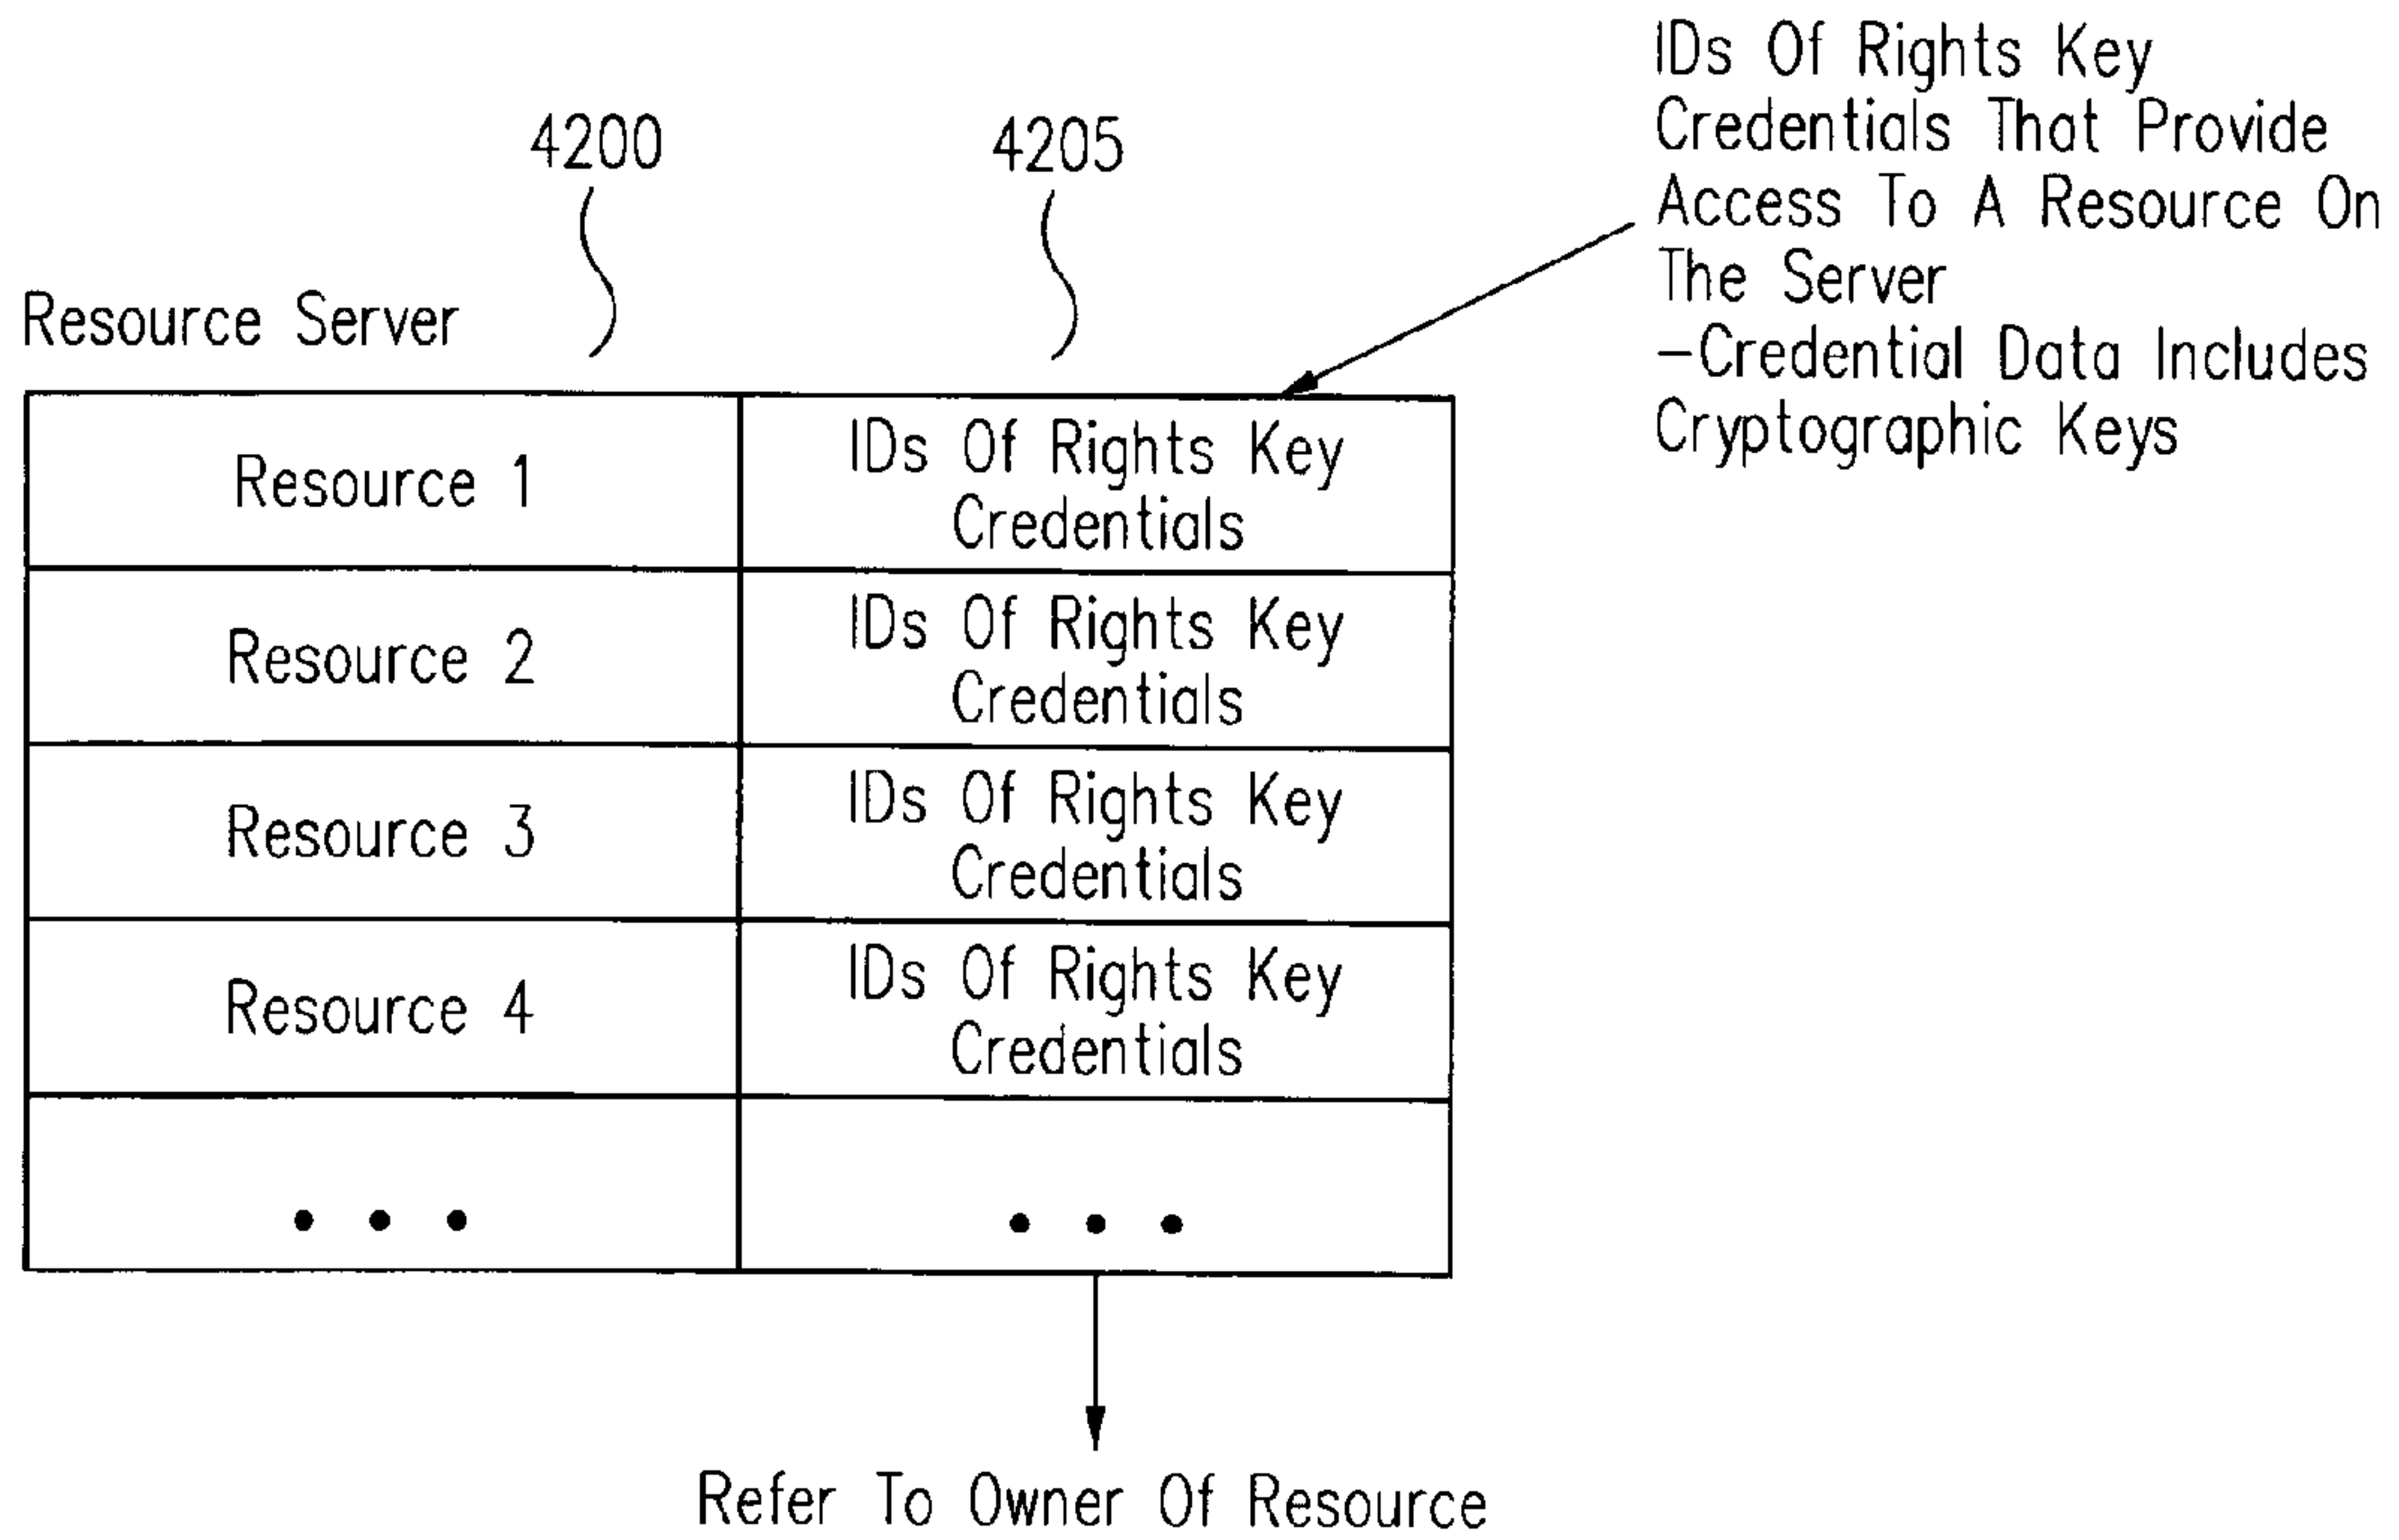 IDs Of Rights Key
Credentials That Provide
Access To A Resource On
The Server
–Credential Data Includes
Cryptographic Keys
4200
4205
Resource Server
Resource 1
IDs Of Rights Key
Credentials
Resource 2
IDs Of Rights Key
Credentials
Resource 3
IDs Of Rights Key
Credentials
Resource 4
IDs Of Rights Key
Credentials
• • •
• • •
Refer To Owner Of Resource